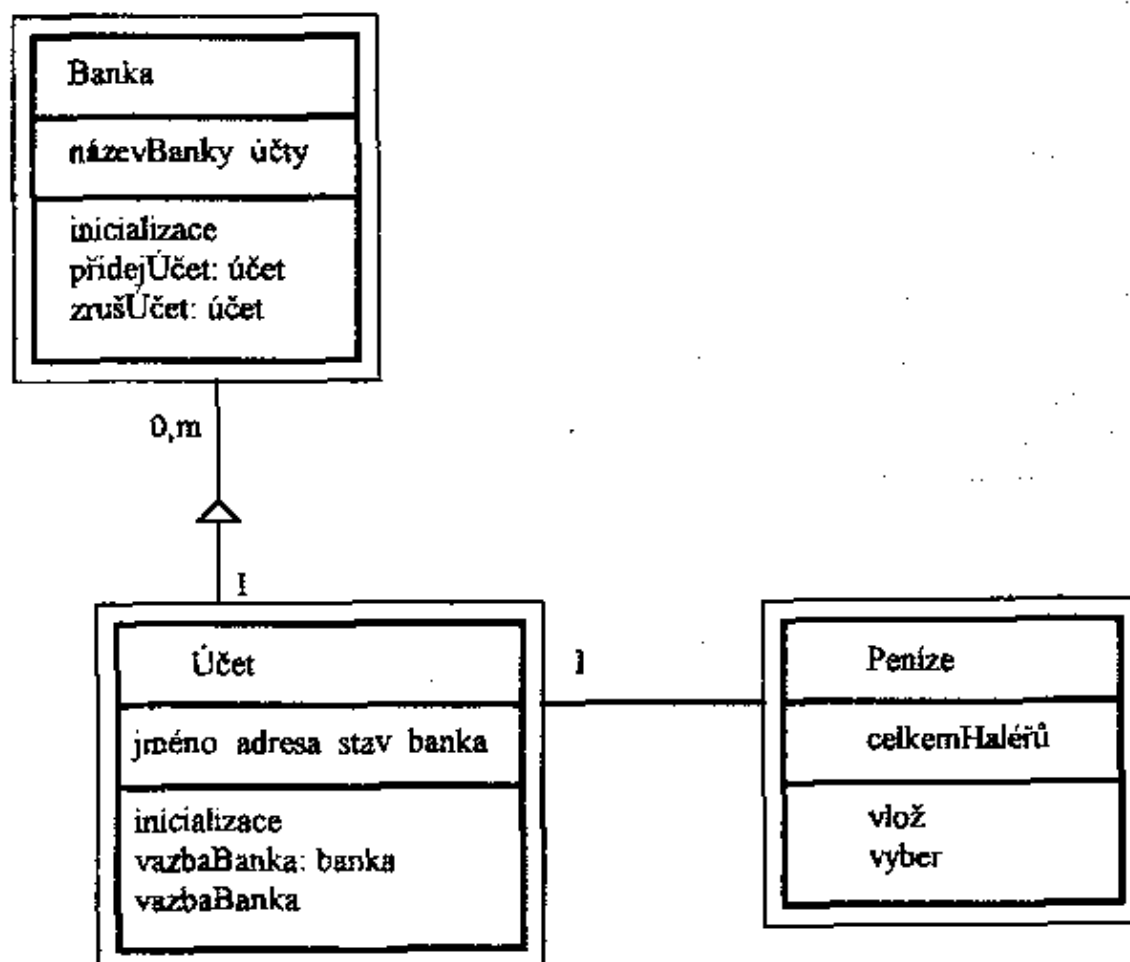 Banka
názevBanky účty
inicializace
přidejÚčet: účet
zrušÚčet: účet
0,m
1
Účet
jméno adresa stav banka
inicializace
vazbaBanka: banka
vazbaBanka
1
Peníze
celkemHaléřů
vlož
vyber